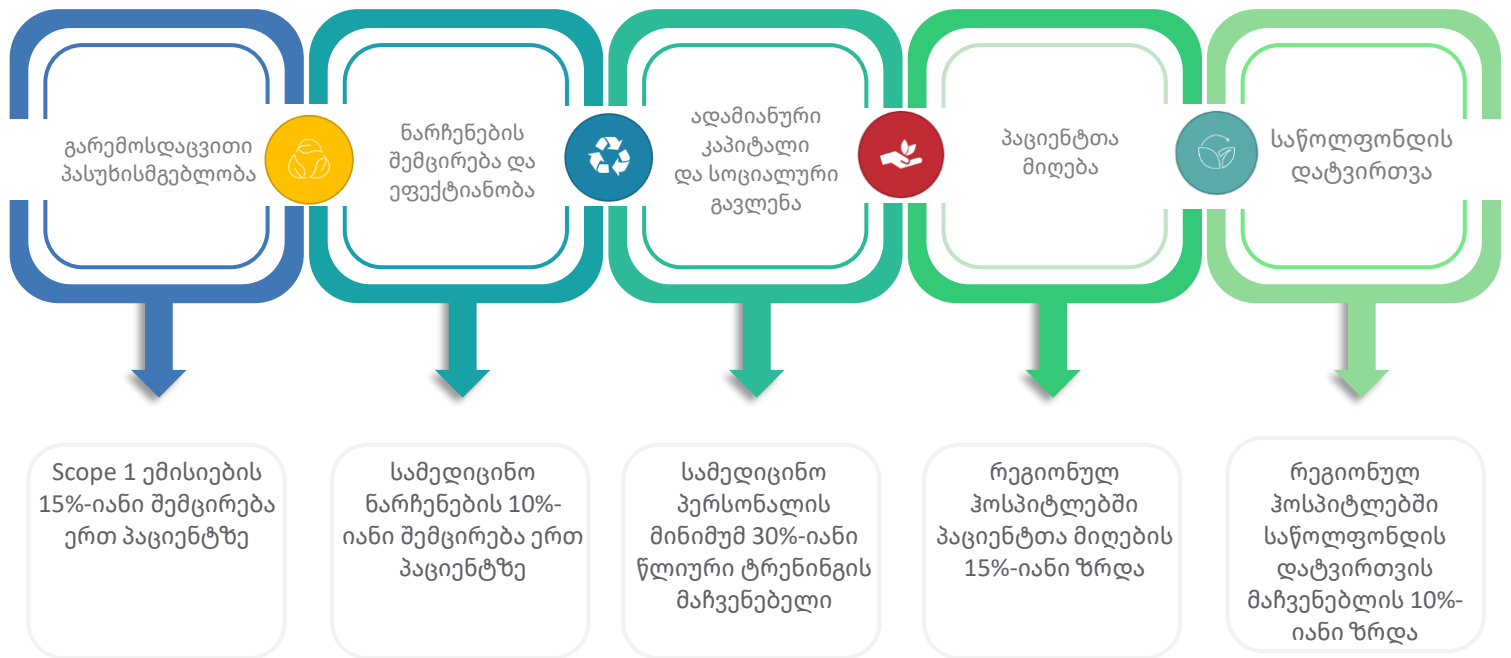 გარემოსდაცვითი
პასუხისმგებლობა
ნარჩენების
შემცირება და
ეფექტიანობა
ადამიანური
კაპიტალი
და სოციალური
გავლენა
პაციენტთა
მიღება
საწოლფონდის
დატვირთვა
Scope 1 ემისიების
15%-იანი შემცირება
ერთ პაციენტზე
სამედიცინო
ნარჩენების 10%-
იანი შემცირება ერთ
პაციენტზე
სამედიცინო
პერსონალის
მინიმუმ 30%-იანი
წლიური ტრენინგის
მაჩვენებელი
რეგიონულ
ჰოსპიტლებში
პაციენტთა მიღების
15%-იანი ზრდა
რეგიონულ
ჰოსპიტლებში
საწოლფონდის
დატვირთვის
მაჩვენებლის 10%-
იანი ზრდა